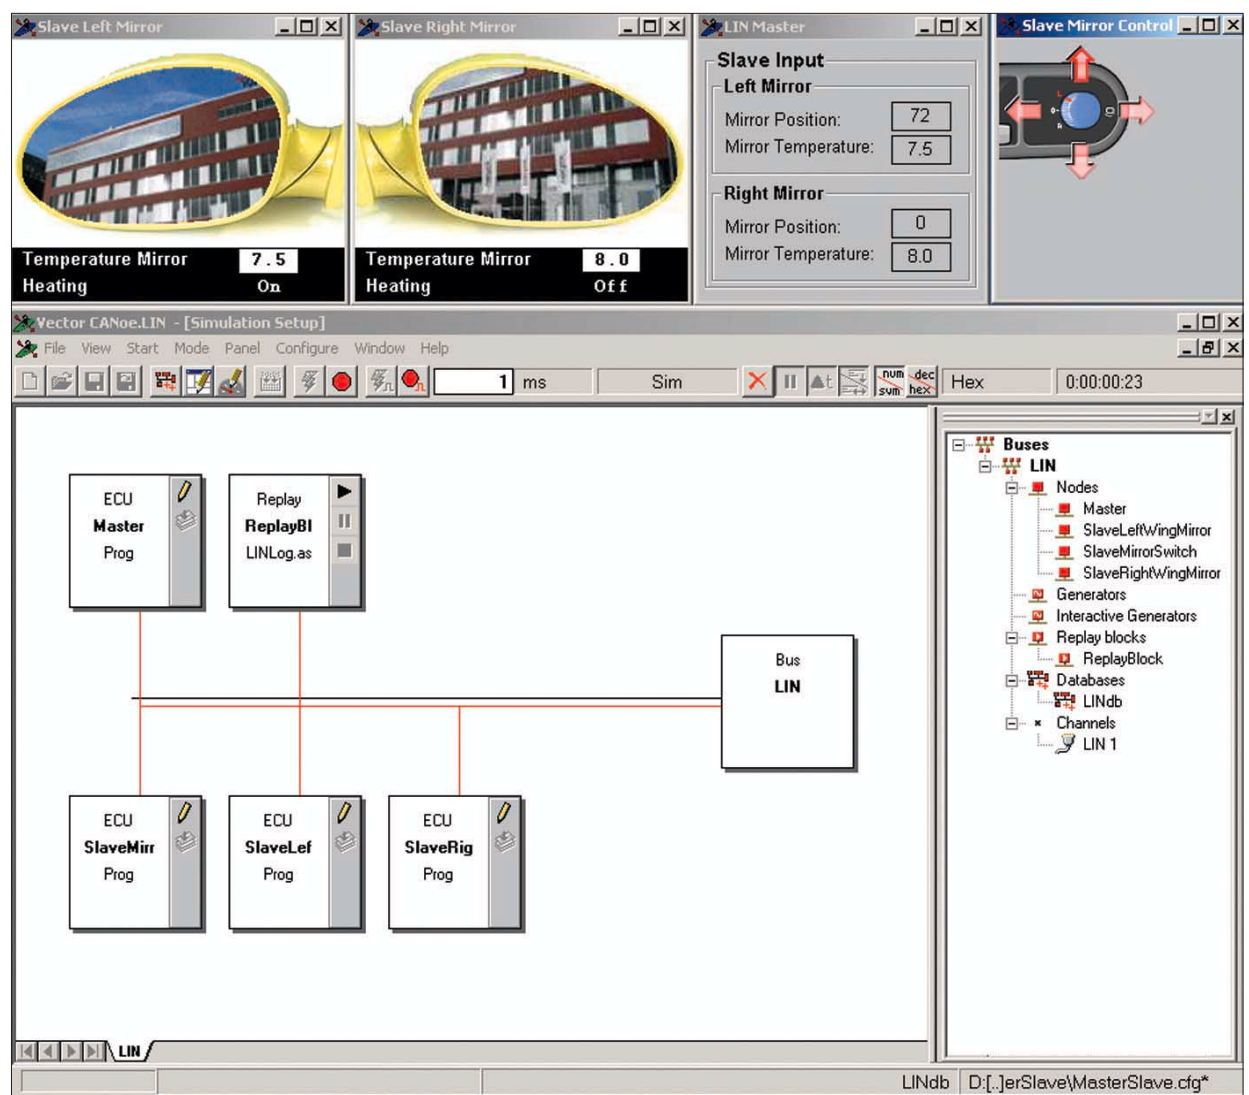 Slave Left Mirror
Temperature Mirror 7.5
Heating On
Slave Right Mirror
Temperature Mirror 8.0
Heating Off
LIN Master
Slave Input
Left Mirror
Mirror Position: 72
Mirror Temperature: 7.5
Right Mirror
Mirror Position: 0
Mirror Temperature: 8.0
Slave Mirror Control
Vector CANoe.LIN - [Simulation Setup]
File View Start Mode Panel Configure Window Help
1 ms Sim num sym dec hex Hex 0:00:00:23
ECU
Master
Prog
Replay
ReplayBl
LINLog.as
Bus
LIN
ECU
SlaveMirr
Prog
ECU
SlaveLef
Prog
ECU
SlaveRig
Prog
LIN
Buses
LIN
Nodes
Master
SlaveLeftWingMirror
SlaveMirrorSwitch
SlaveRightWingMirror
Generators
Interactive Generators
Replay blocks
ReplayBlock
Databases
LINdb
Channels
LIN 1
LINdb D:[..]erSlave\MasterSlave.cfg*